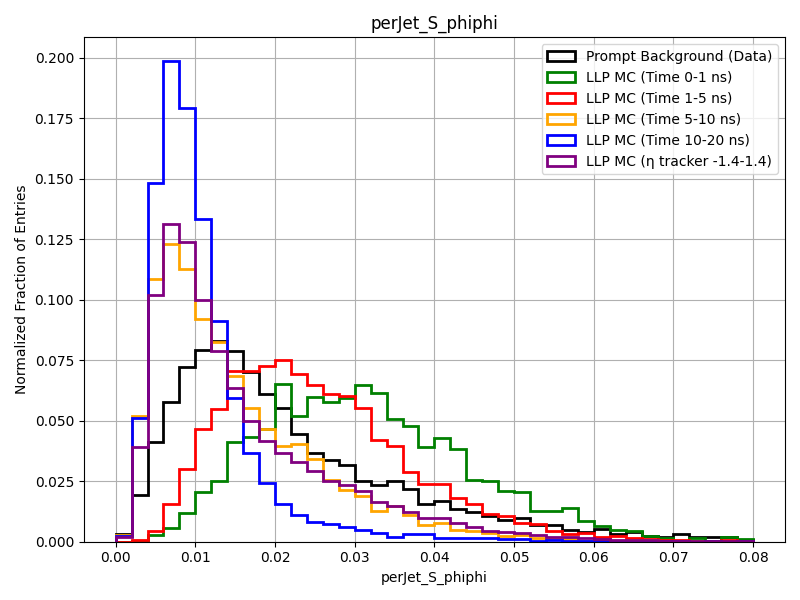 perJet_S_phiphi
Normalized Fraction of Entries
0.200
0.175
0.150
0.125
0.100
0.075
0.050
0.025
0.000
Prompt Background (Data)
LLP MC (Time 0-1 ns)
LLP MC (Time 1-5 ns)
LLP MC (Time 5-10 ns)
LLP MC (Time 10-20 ns)
LLP MC (η tracker -1.4-1.4)
0.00 0.01 0.02 0.03 0.04 0.05 0.06 0.07 0.08
perJet_S_phiphi